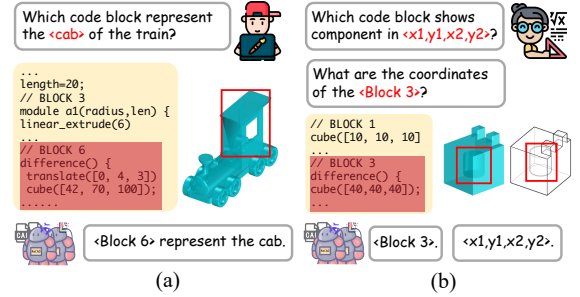 Which code block represent
the <cab> of the train?
...
length=20;
// BLOCK 3
module a1(radius,len) {
linear_extrude(6)
...
// BLOCK 6
difference() {
translate([0, 4, 3])
cube([42, 70, 100]);
......
<Block 6> represent the cab.
(a)
Which code block shows
component in <x1,y1,x2,y2>?
What are the coordinates
of the <Block 3>?
// BLOCK 1
cube([10, 10, 10]
...
// BLOCK 3
difference() {
cube([40,40,40]);
...
<Block 3>.
<x1,y1,x2,y2>.
(b)